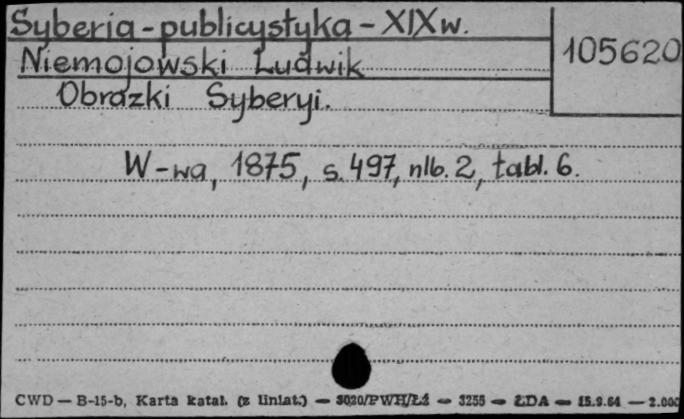 Syberia - publicystyka - XIX w.
105620
Niemojowski Ludwik
Obrazki Syberyi.
W-wa, 1875, s. 497, nlb. 2, tabl. 6.
CWD — B-15-b, Karta katal. (z liniat.) — 3020/PWH/Łź — 3255 — ŁDA — 15.9.64 — 2.000